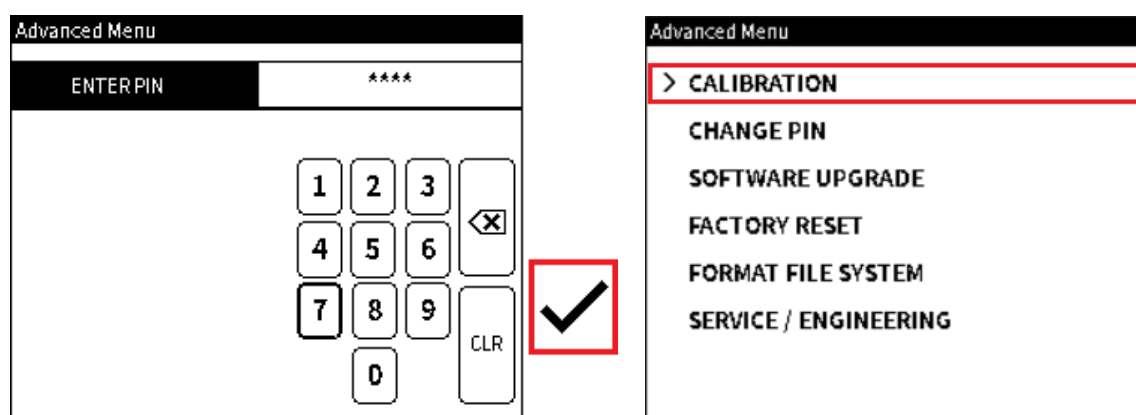 Advanced Menu
ENTER PIN ****
1 2 3
4 5 6
7 8 9
CLR
0
Advanced Menu
> CALIBRATION
CHANGE PIN
SOFTWARE UPGRADE
FACTORY RESET
FORMAT FILE SYSTEM
SERVICE / ENGINEERING